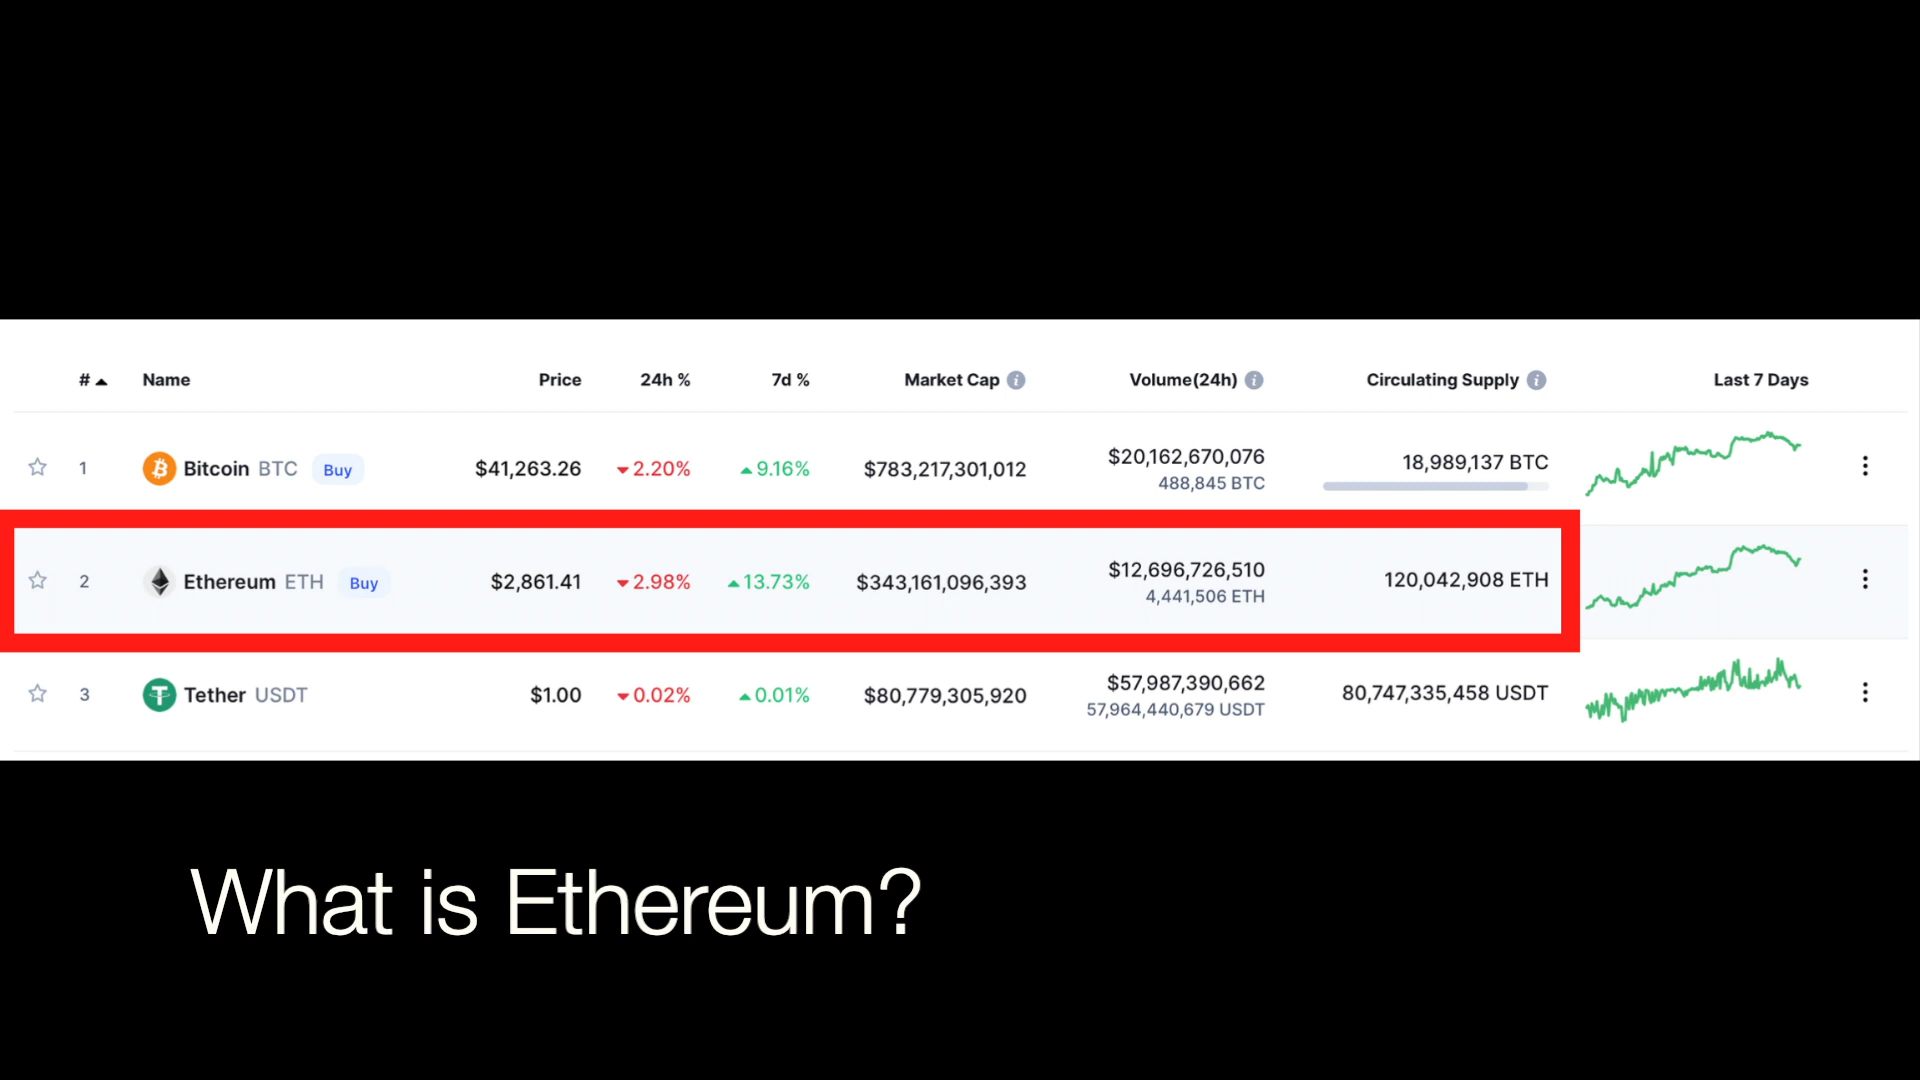 # Name Price 24h % 7d % Market Cap Volume(24h) Circulating Supply Last 7 Days
1 Bitcoin BTC Buy $41,263.26 2.20% 9.16% $783,217,301,012 $20,162,670,076 18,989,137 BTC
488,845 BTC
2 Ethereum ETH Buy $2,861.41 2.98% 13.73% $343,161,096,393 $12,696,726,510 120,042,908 ETH
4,441,506 ETH
3 Tether USDT $1.00 0.02% 0.01% $80,779,305,920 $57,987,390,662 80,747,335,458 USDT
57,964,440,679 USDT
What is Ethereum?